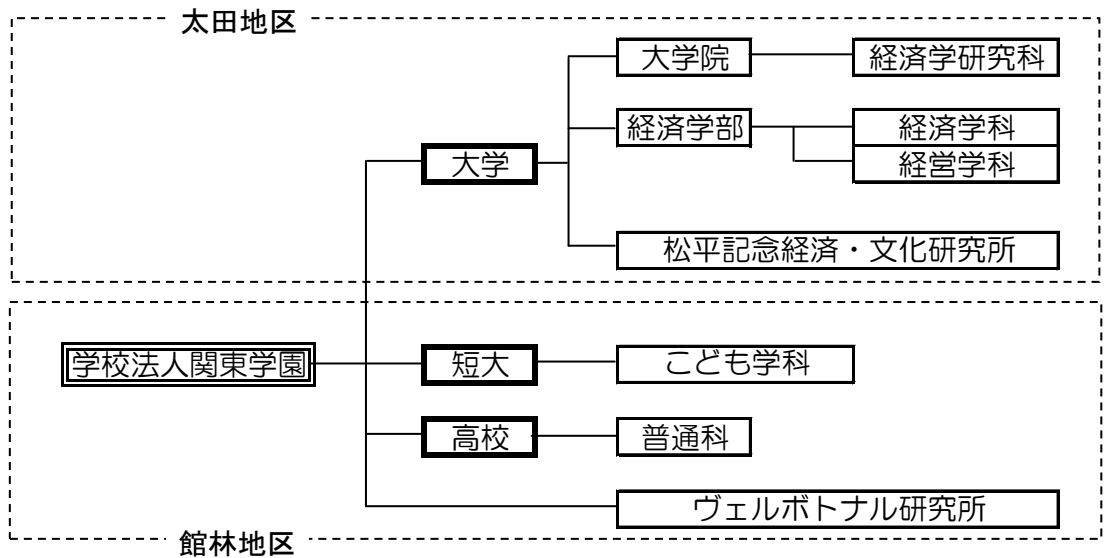 太田地区
大学院
経済学研究科
経済学部
経済学科
大学
経営学科
松平記念経済・文化研究所
学校法人関東学園
短大
こども学科
高校
普通科
ヴェルボトナル研究所
館林地区